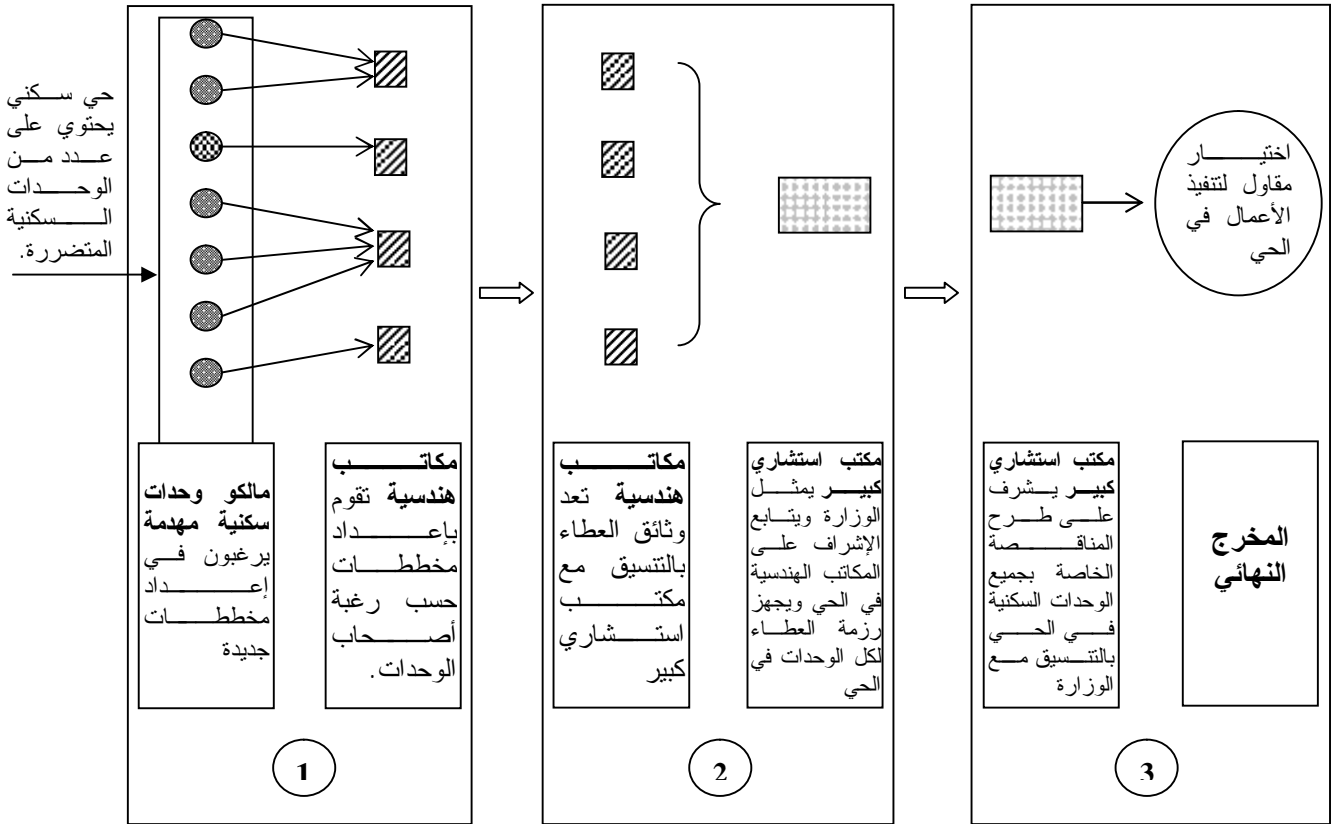 حي سكني
يحتوي على
عدد من
الوحدات
السكنية
المتضررة.
مالكو وحدات
سكنية مهدمة
يرغبون في
إعداد
مخططات
جديدة
مكاتب
هندسية تقوم
بإعداد
مخططات
حسب رغبة
أصحاب
الوحدات.
1
مكاتب
هندسية تعد
وثائق العطاء
بالتنسيق مع
مكتب
استشاري
كبير
مكتب استشاري
كبير يمثل
الوزارة ويتابع
الإشراف على
المكاتب الهندسية
في الحي ويجهز
رزمة العطاء
لكل الوحدات في
الحي
2
اختيار
مقاول لتنفيذ
الأعمال في
الحي
مكتب استشاري
كبير يشرف
على طرح
المناقصة
الخاصة بجميع
الوحدات السكنية
في الحي
بالتنسيق مع
الوزارة
المخرج
النهائي
3